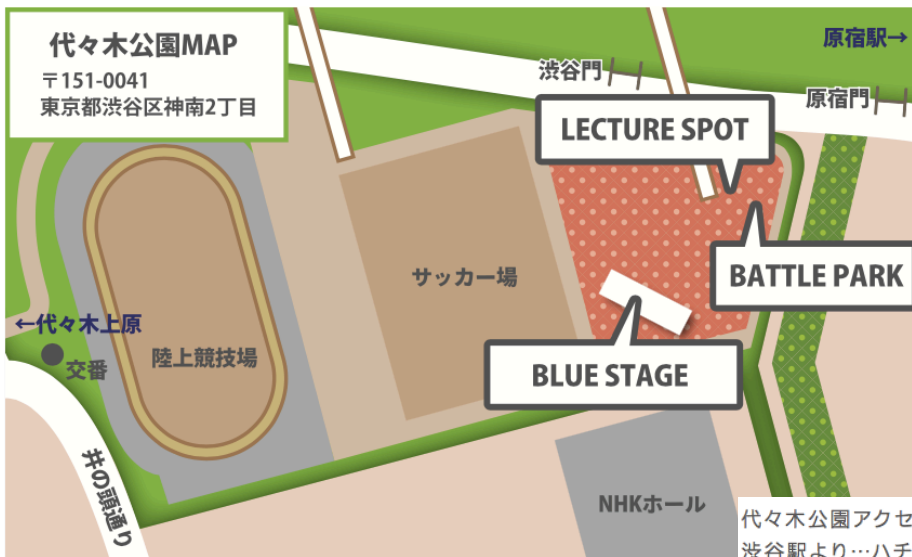 代々木公園MAP
〒151-0041
東京都渋谷区神南2丁目
原宿駅→
渋谷門
原宿門
LECTURE SPOT
サッカー場
BATTLE PARK
←代々木上原
交番
陸上競技場
BLUE STAGE
井の頭通り
NHKホール
代々木公園アクセ
渋谷駅より…ハチ